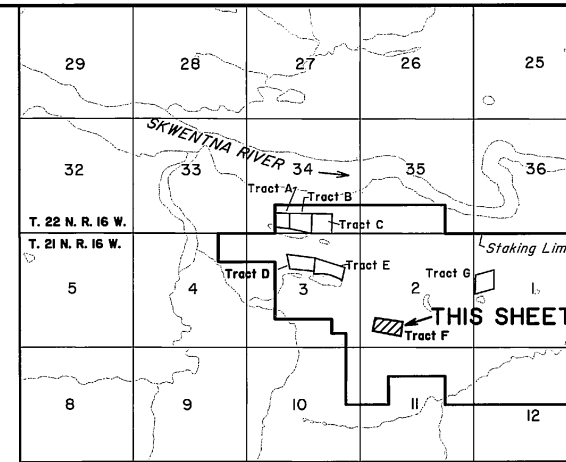 29 28 27 26 25
SKWENTNA RIVER
32 33 34 35 36
Tract A
Tract B
T. 22 N. R. 16 W.
Tract C
T. 21 N. R. 16 W.
Staking Lim
Tract D
Tract E
Tract G
5 4 3 2 1
THIS SHEET
Tract F
8 9 10 11 12